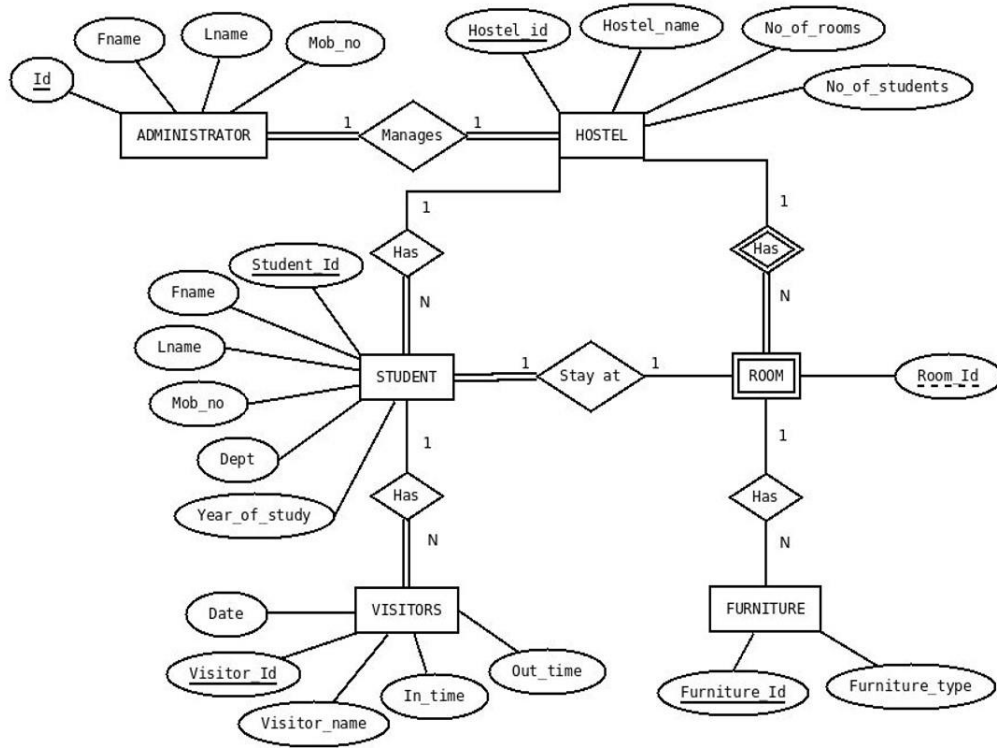 Id
Fname
Lname
Mob_no
Hostel_id
Hostel_name
No_of_rooms
No_of_students
ADMINISTRATOR
1
Manages
1
HOSTEL
1
1
Has
Has
N
N
Student_Id
Fname
Lname
Mob_no
Dept
Year_of_study
STUDENT
1
Stay at
1
ROOM
Room_Id
1
1
Has
Has
N
N
VISITORS
FURNITURE
Date
Visitor_Id
Visitor_name
In_time
Out_time
Furniture_Id
Furniture_type